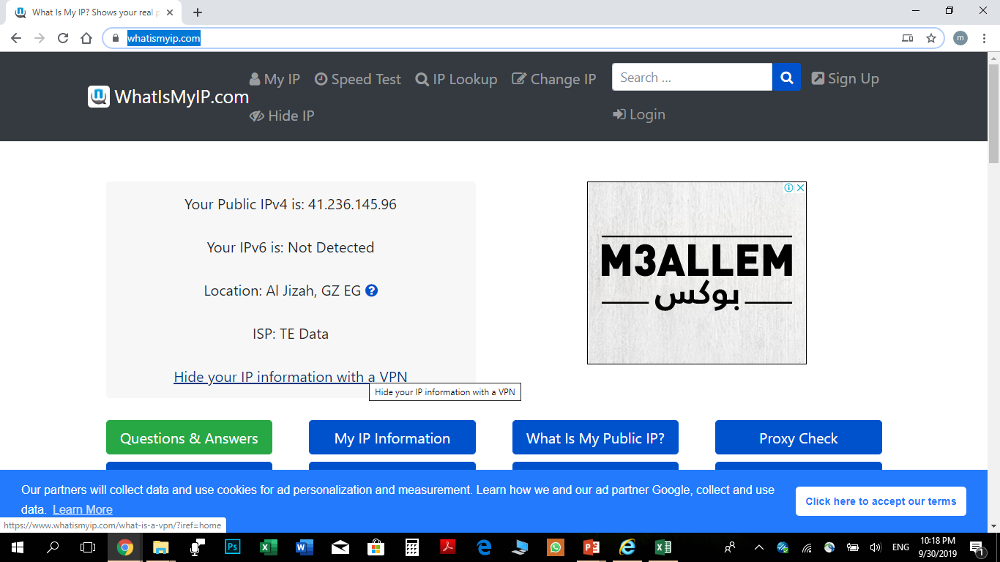 What Is My IP? Shows your real p
whatismyip.com
m
WhatIsMyIP.com
My IP
Speed Test
IP Lookup
Change IP
Search ...
Sign Up
Hide IP
Login
Your Public IPv4 is: 41.236.145.96
Your IPv6 is: Not Detected
Location: Al Jizah, GZ EG
ISP: TE Data
Hide your IP information with a VPN
Hide your IP information with a VPN
M3ALLEM
بوكس
Questions & Answers
My IP Information
What Is My Public IP?
Proxy Check
Our partners will collect data and use cookies for ad personalization and measurement. Learn how we and our ad partner Google, collect and use
data. Learn More
Click here to accept our terms
https://www.whatismyip.com/what-is-a-vpn/?iref=home
Ps
ENG
10:18 PM
9/30/2019
1